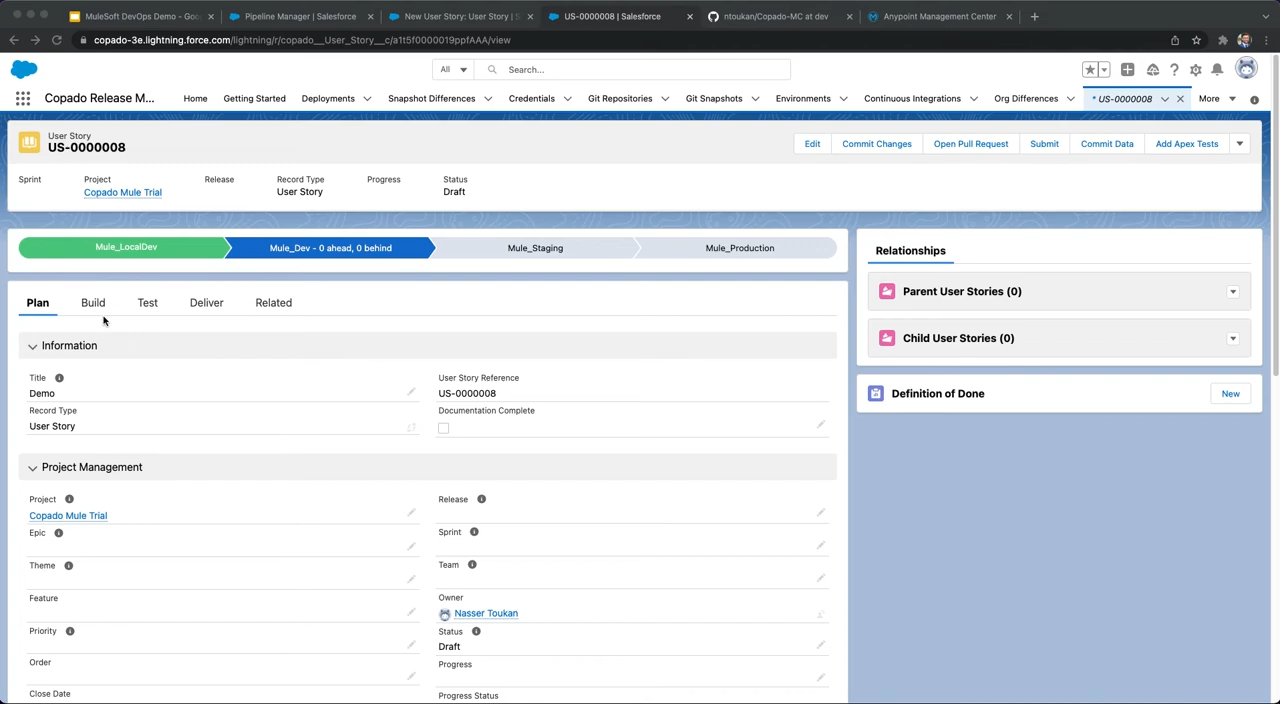 MuleSoft DevOps Demo - Goo
Pipeline Manager | Salesforce
New User Story: User Story | S
US-0000008 | Salesforce
ntoukan/Copado-MC at dev
Anypoint Management Center
copado-3e.lightning.force.com/lightning/r/copado__User_Story__c/a1t5f0000019ppfAAA/view
All
Search...
Copado Release M...
Home
Getting Started
Deployments
Snapshot Differences
Credentials
Git Repositories
Git Snapshots
Environments
Continuous Integrations
Org Differences
* US-0000008
More
User Story
US-0000008
Edit
Commit Changes
Open Pull Request
Submit
Commit Data
Add Apex Tests
Sprint
Project
Release
Record Type
Progress
Status
Copado Mule Trial
User Story
Draft
Mule_LocalDev
Mule_Dev - 0 ahead, 0 behind
Mule_Staging
Mule_Production
Relationships
Parent User Stories (0)
Child User Stories (0)
Definition of Done
New
Plan
Build
Test
Deliver
Related
Information
Title
Demo
User Story Reference
US-0000008
Record Type
User Story
Documentation Complete
Project Management
Project
Copado Mule Trial
Release
Epic
Sprint
Theme
Team
Feature
Owner
Nasser Toukan
Priority
Status
Draft
Order
Progress
Close Date
Progress Status